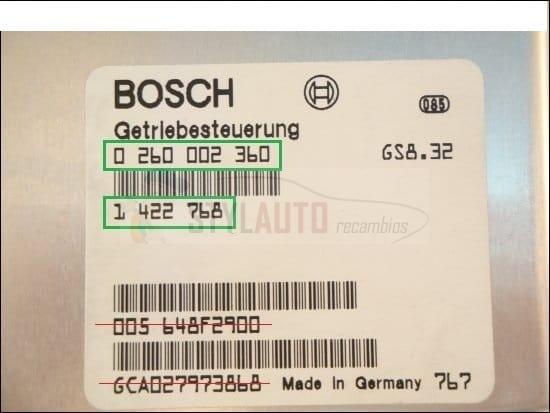 BOSCH
085
Getriebesteuerung
0 260 002 360
GS8.32
1 422 768
STYLAUTO
recambios
005 648F2900
GCA027973868 Made in Germany 767